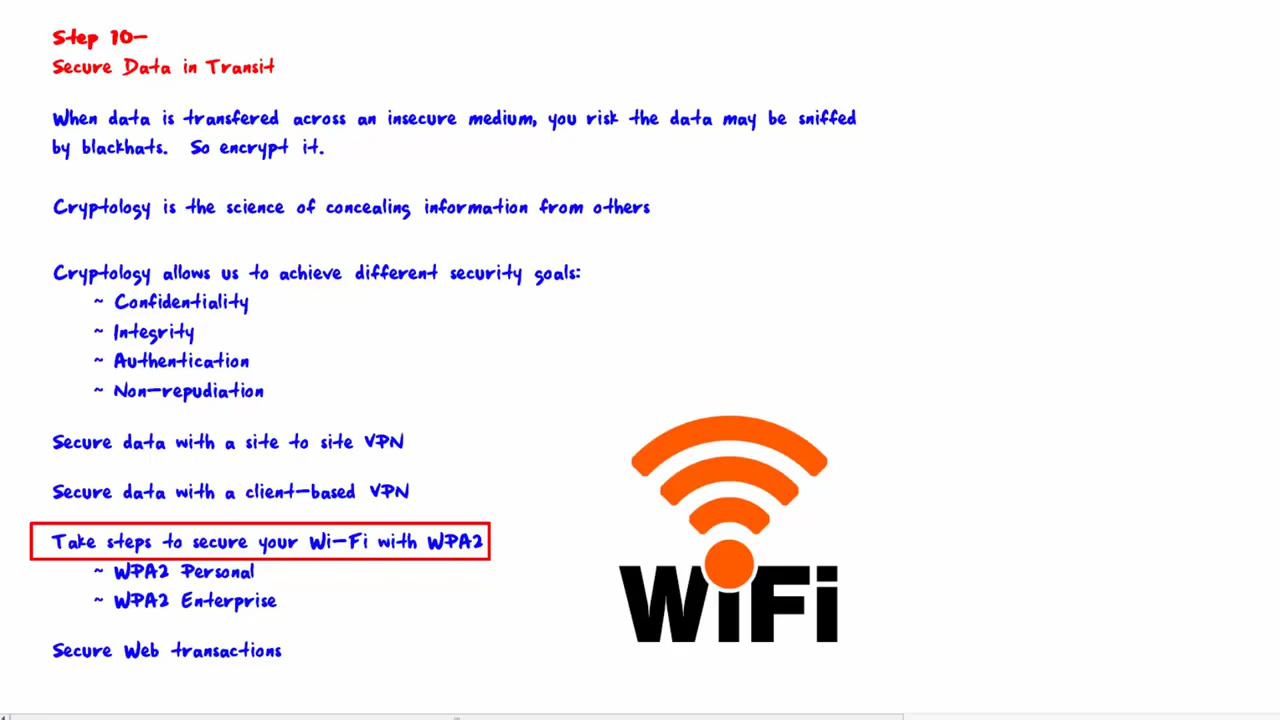 Step 10-
Secure Data in Transit
When data is transfered across an insecure medium, you risk the data may be sniffed
by blackhats. So encrypt it.
Cryptology is the science of concealing information from others
Cryptology allows us to achieve different security goals:
~ Confidentiality
~ Integrity
~ Authentication
~ Non-repudiation
Secure data with a site to site VPN
Secure data with a client-based VPN
Take steps to secure your Wi-Fi with WPA2
~ WPA2 Personal
~ WPA2 Enterprise
Secure Web transactions
WiFi